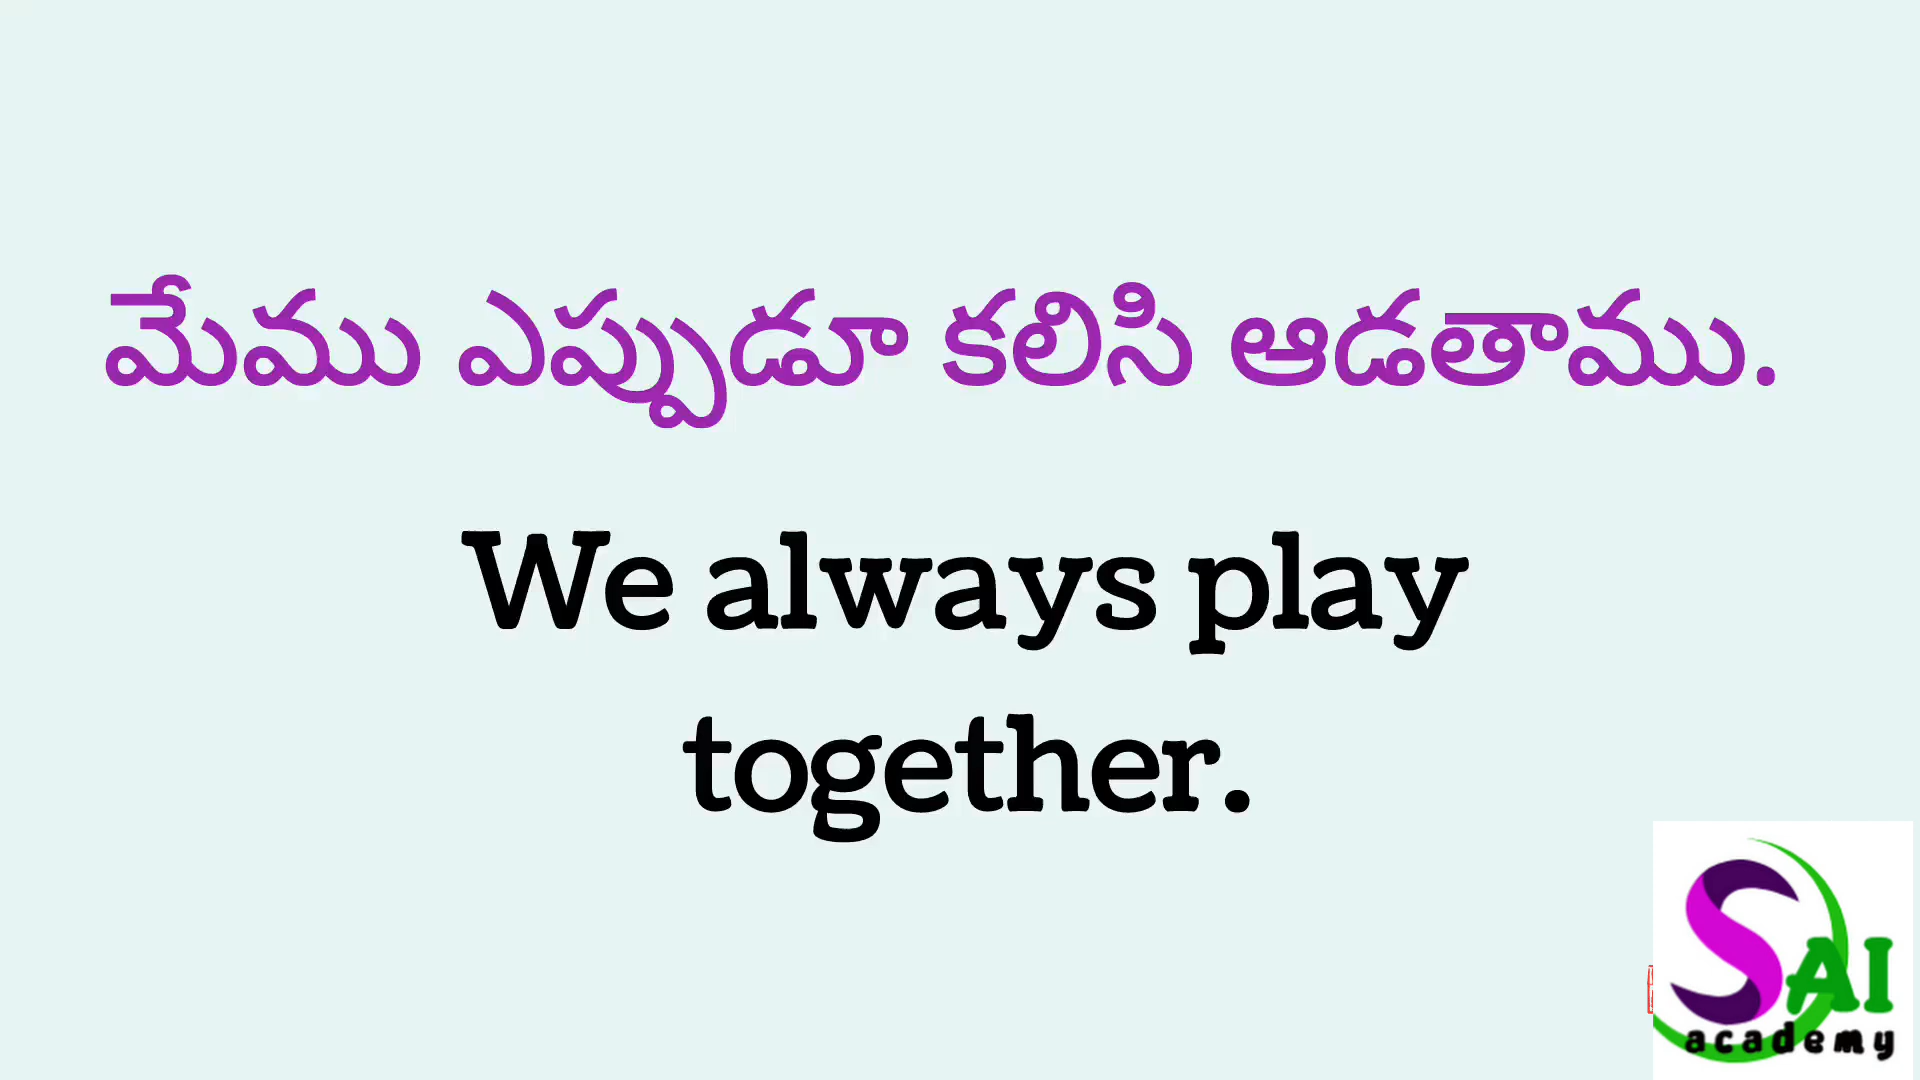 మేము ఎప్పుడూ కలిసి ఆడతాము.
We always play
together.
SAI
academy